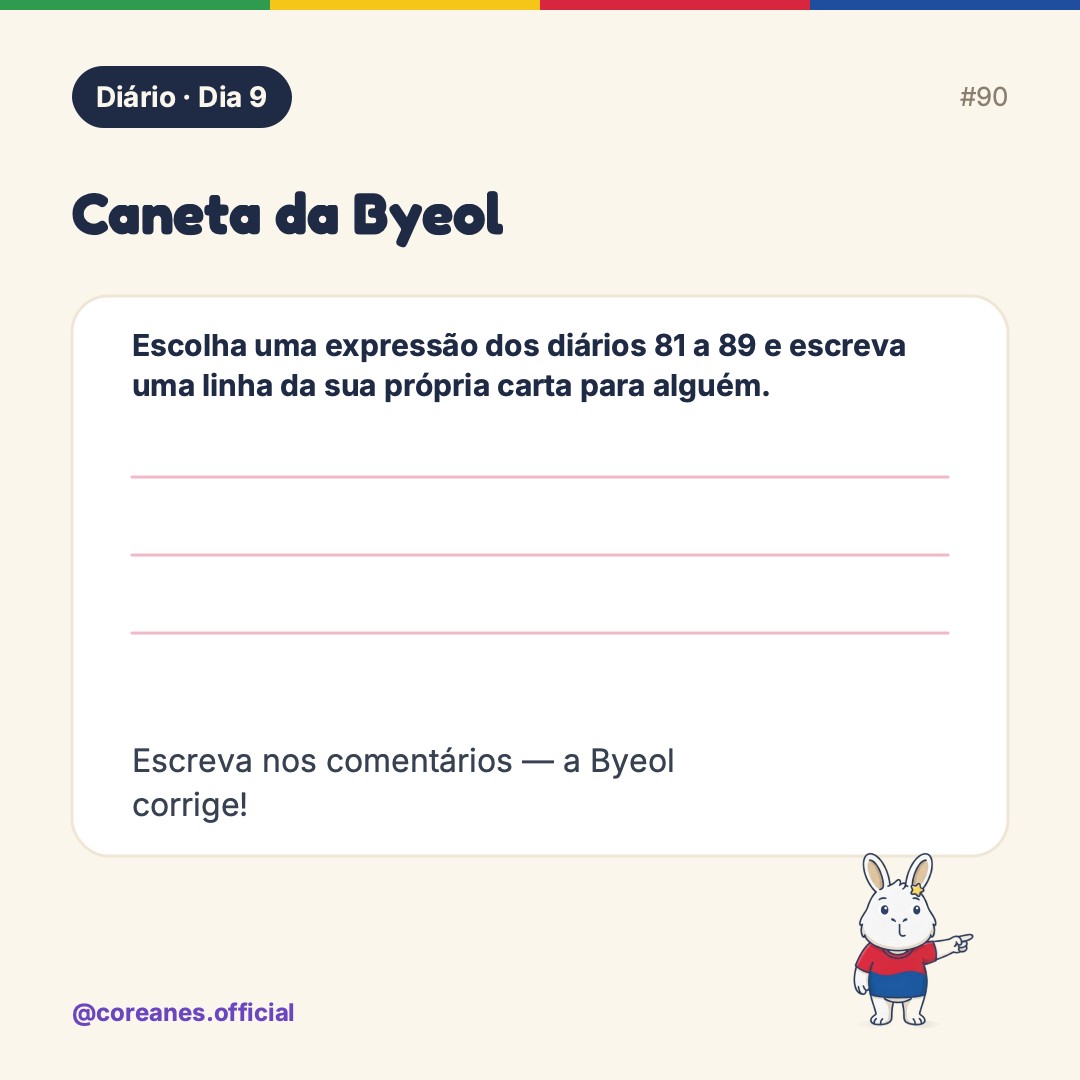 Diário · Dia 9
#90
Caneta da Byeol
Escolha uma expressão dos diários 81 a 89 e escreva
uma linha da sua própria carta para alguém.
Escreva nos comentários — a Byeol
corrige!
@coreanes.official